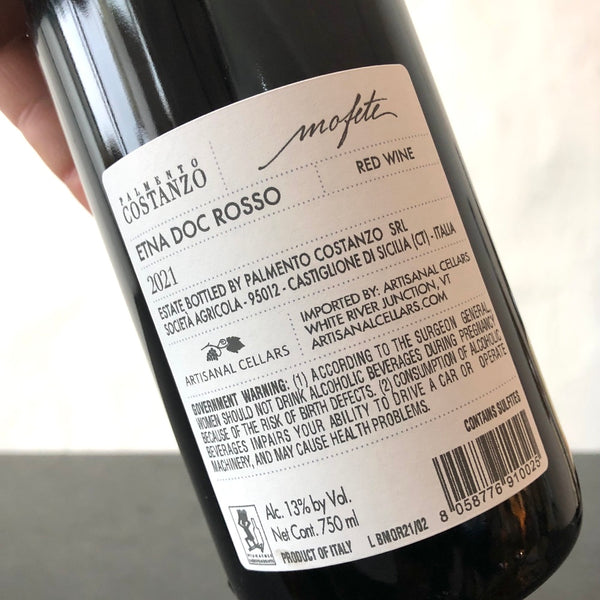 mofete
PALMENTO
COSTANZO
RED WINE
ETNA DOC ROSSO
2021
ESTATE BOTTLED BY PALMENTO COSTANZO SRL
SOCIETÀ AGRICOLA - 95012 - CASTIGLIONE DI SICILIA (CT) - ITALIA
ARTISANAL CELLARS
IMPORTED BY: ARTISANAL CELLARS
WHITE RIVER JUNCTION, VT
ARTISANALCELLARS.COM
GOVERNMENT WARNING: (1) ACCORDING TO THE SURGEON GENERAL,
WOMEN SHOULD NOT DRINK ALCOHOLIC BEVERAGES DURING PREGNANCY
BECAUSE OF THE RISK OF BIRTH DEFECTS. (2) CONSUMPTION OF ALCOHOLIC
BEVERAGES IMPAIRS YOUR ABILITY TO DRIVE A CAR OR OPERATE
MACHINERY, AND MAY CAUSE HEALTH PROBLEMS.
CONTAINS SULFITES
Alc. 13% by Vol.
Net Cont. 750 ml
PRODUCT OF ITALY
L BMOR21/02
8 058776 910025